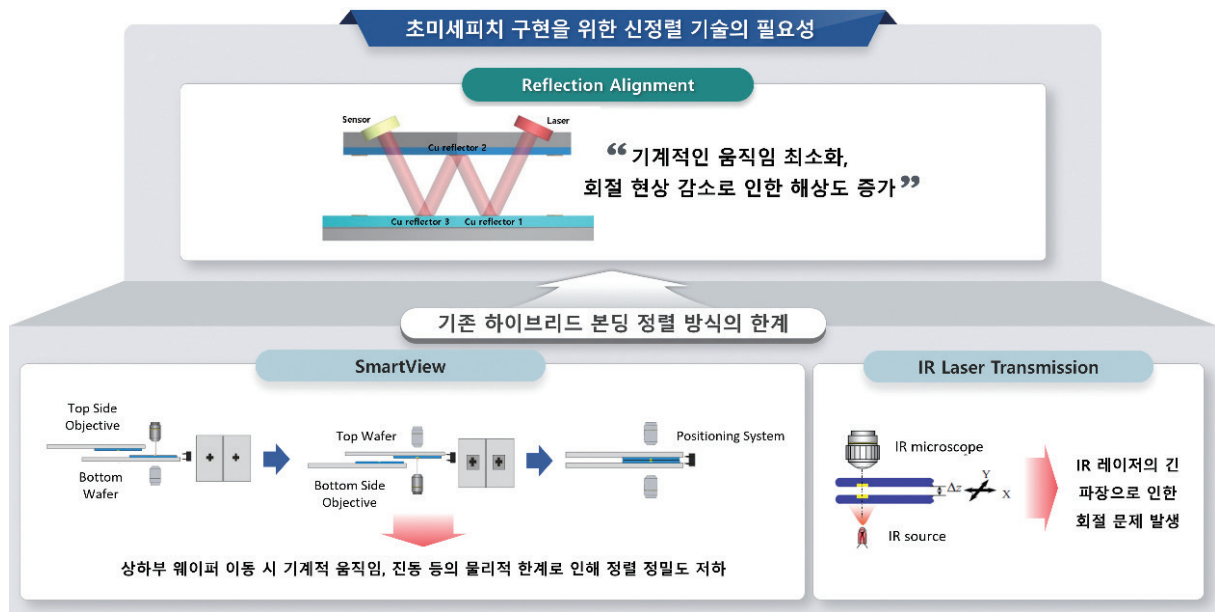 초미세피치 구현을 위한 신정렬 기술의 필요성
Reflection Alignment
Sensor
Laser
Cu reflector 2
Cu reflector 3
Cu reflector 1
“ 기계적인 움직임 최소화,
회절 현상 감소로 인한 해상도 증가 ”
기존 하이브리드 본딩 정렬 방식의 한계
SmartView
Top Side
Objective
Bottom
Wafer
Top Wafer
Bottom Side
Objective
Positioning System
상하부 웨이퍼 이동 시 기계적 움직임, 진동 등의 물리적 한계로 인해 정렬 정밀도 저하
IR Laser Transmission
IR microscope
Δz
Y
X
IR source
IR 레이저의 긴
파장으로 인한
회절 문제 발생